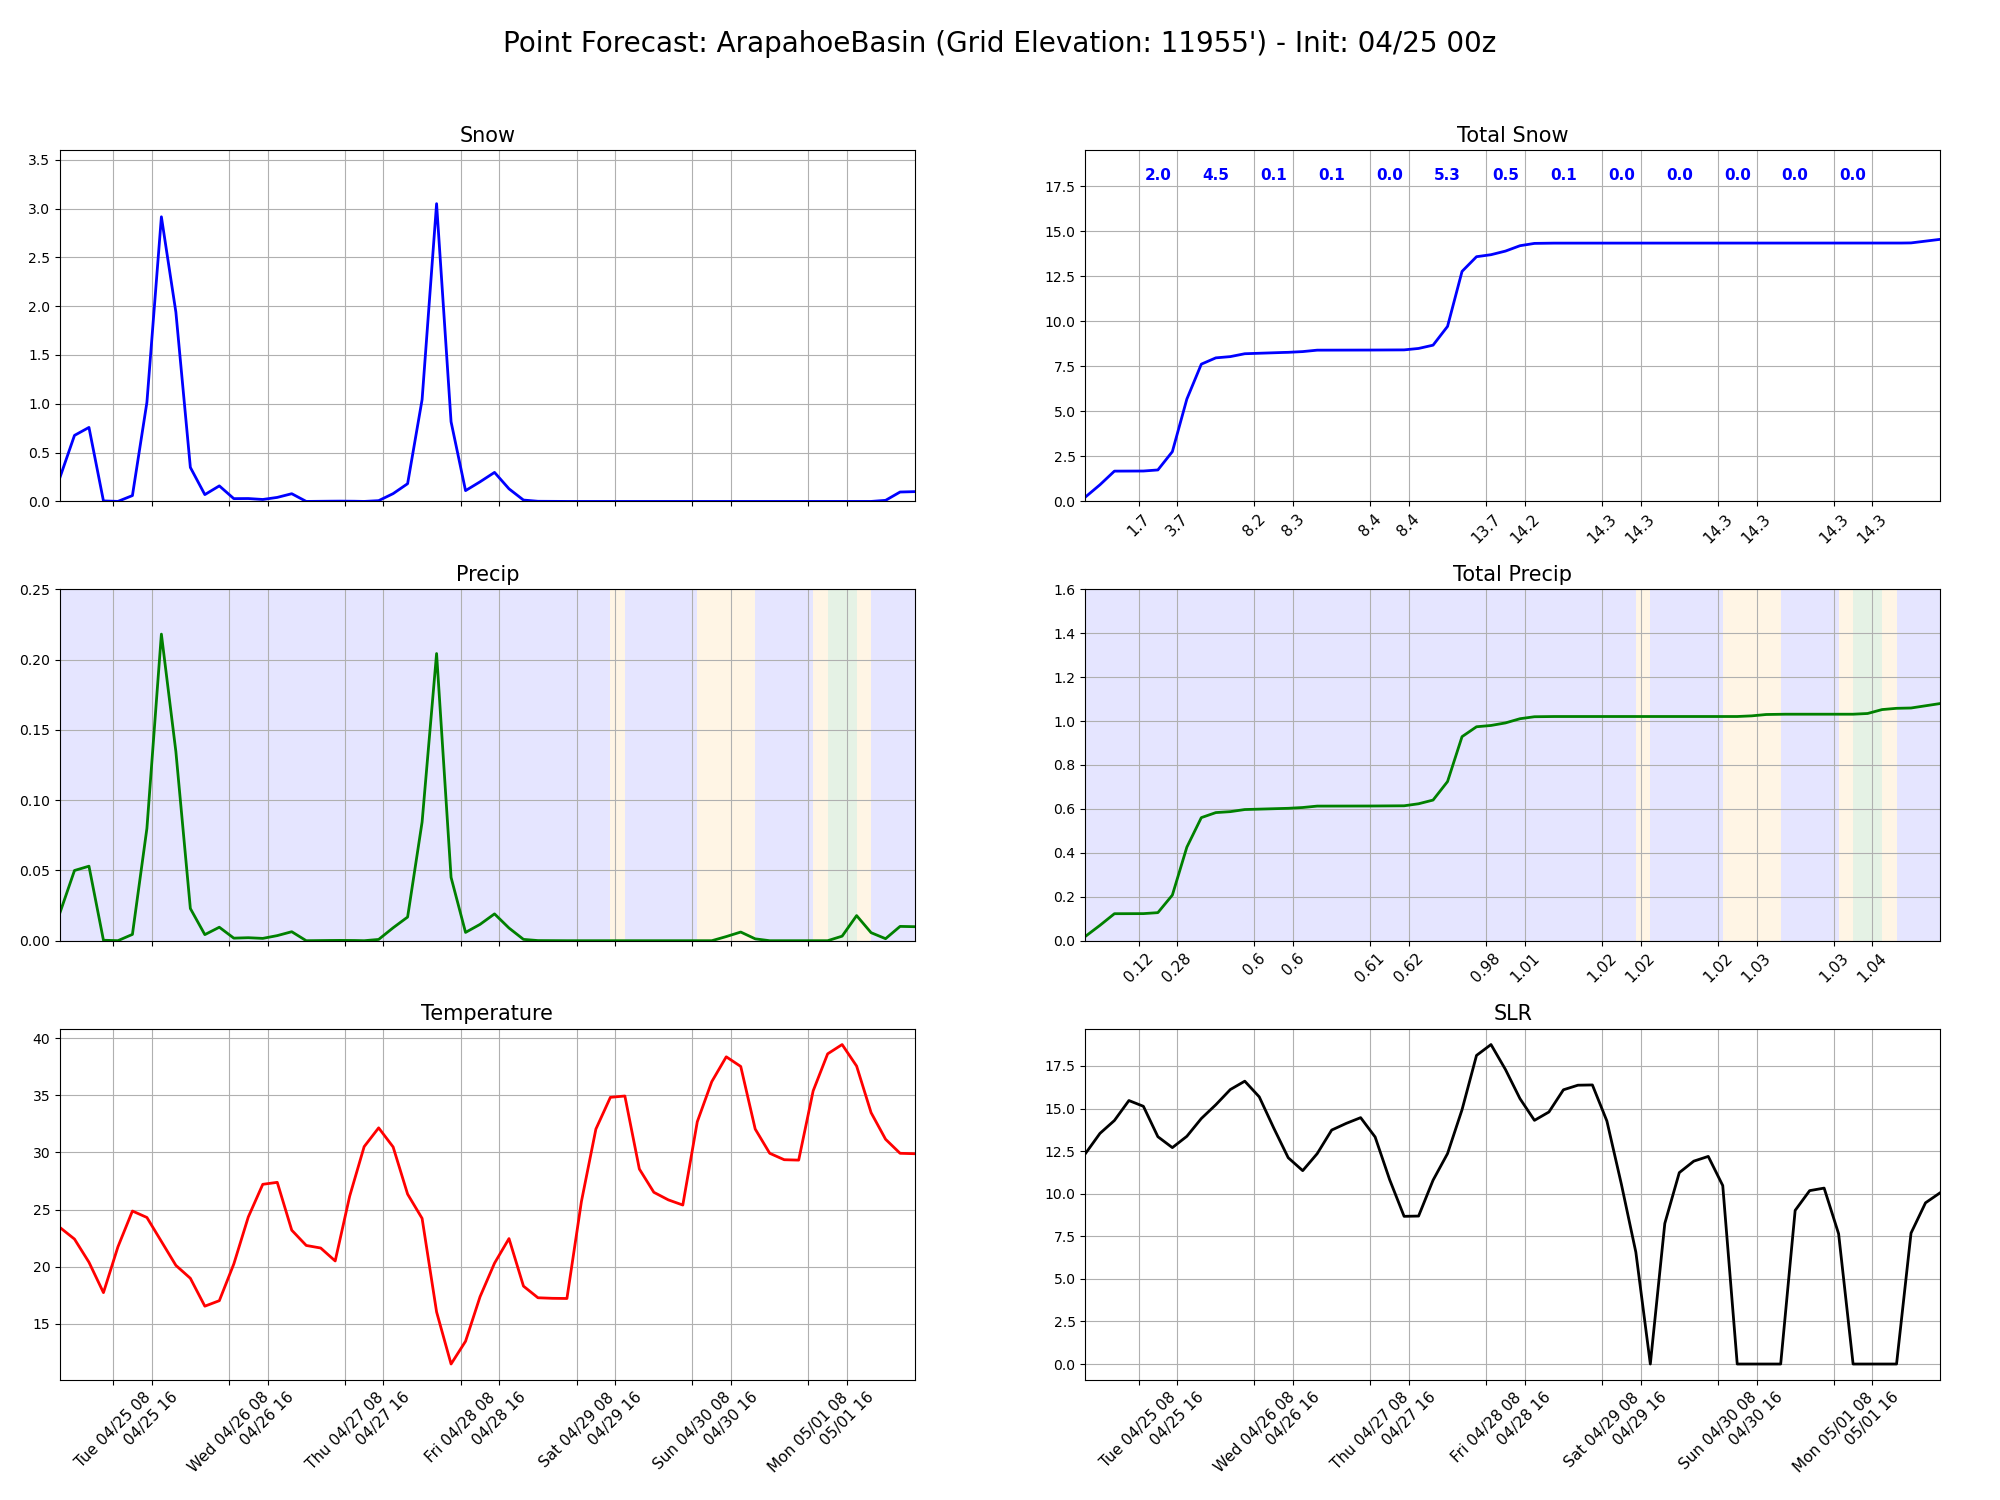 Point Forecast: ArapahoeBasin (Grid Elevation: 11955') - Init: 04/25 00z
Snow
3.5
3.0
2.5
2.0
1.5
1.0
0.5
0.0
Total Snow
2.0 4.5 0.1 0.1 0.0 5.3 0.5 0.1 0.0 0.0 0.0 0.0 0.0
17.5
15.0
12.5
10.0
7.5
5.0
2.5
0.0
1.7 3.7 8.2 8.3 8.4 8.4 13.7 14.2 14.3 14.3 14.3 14.3 14.3 14.3
Precip
0.25
0.20
0.15
0.10
0.05
0.00
Total Precip
1.6
1.4
1.2
1.0
0.8
0.6
0.4
0.2
0.0
0.12 0.28 0.6 0.6 0.61 0.62 0.98 1.01 1.02 1.02 1.02 1.03 1.03 1.04
Temperature
40
35
30
25
20
15
Tue 04/25 08
04/25 16
Wed 04/26 08
04/26 16
Thu 04/27 08
04/27 16
Fri 04/28 08
04/28 16
Sat 04/29 08
04/29 16
Sun 04/30 08
04/30 16
Mon 05/01 08
05/01 16
SLR
17.5
15.0
12.5
10.0
7.5
5.0
2.5
0.0
Tue 04/25 08
04/25 16
Wed 04/26 08
04/26 16
Thu 04/27 08
04/27 16
Fri 04/28 08
04/28 16
Sat 04/29 08
04/29 16
Sun 04/30 08
04/30 16
Mon 05/01 08
05/01 16